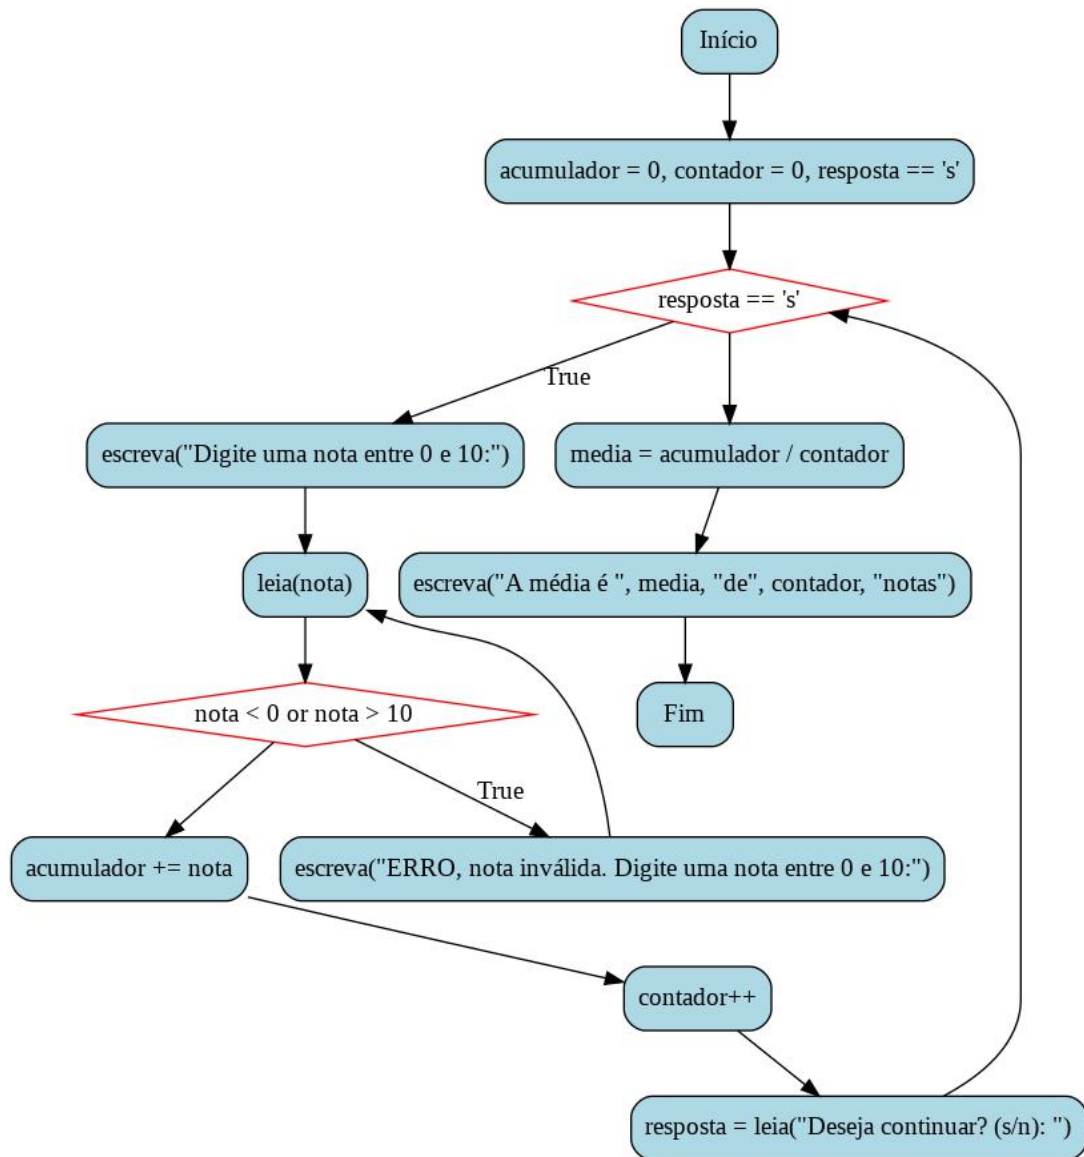 Início
acumulador = 0, contador = 0, resposta == 's'
resposta == 's'
True
escreva("Digite uma nota entre 0 e 10:")
media = acumulador / contador
leia(nota)
escreva("A média é ", media, "de", contador, "notas")
nota < 0 or nota > 10
Fim
True
acumulador += nota
escreva("ERRO, nota inválida. Digite uma nota entre 0 e 10:")
contador++
resposta = leia("Deseja continuar? (s/n): ")